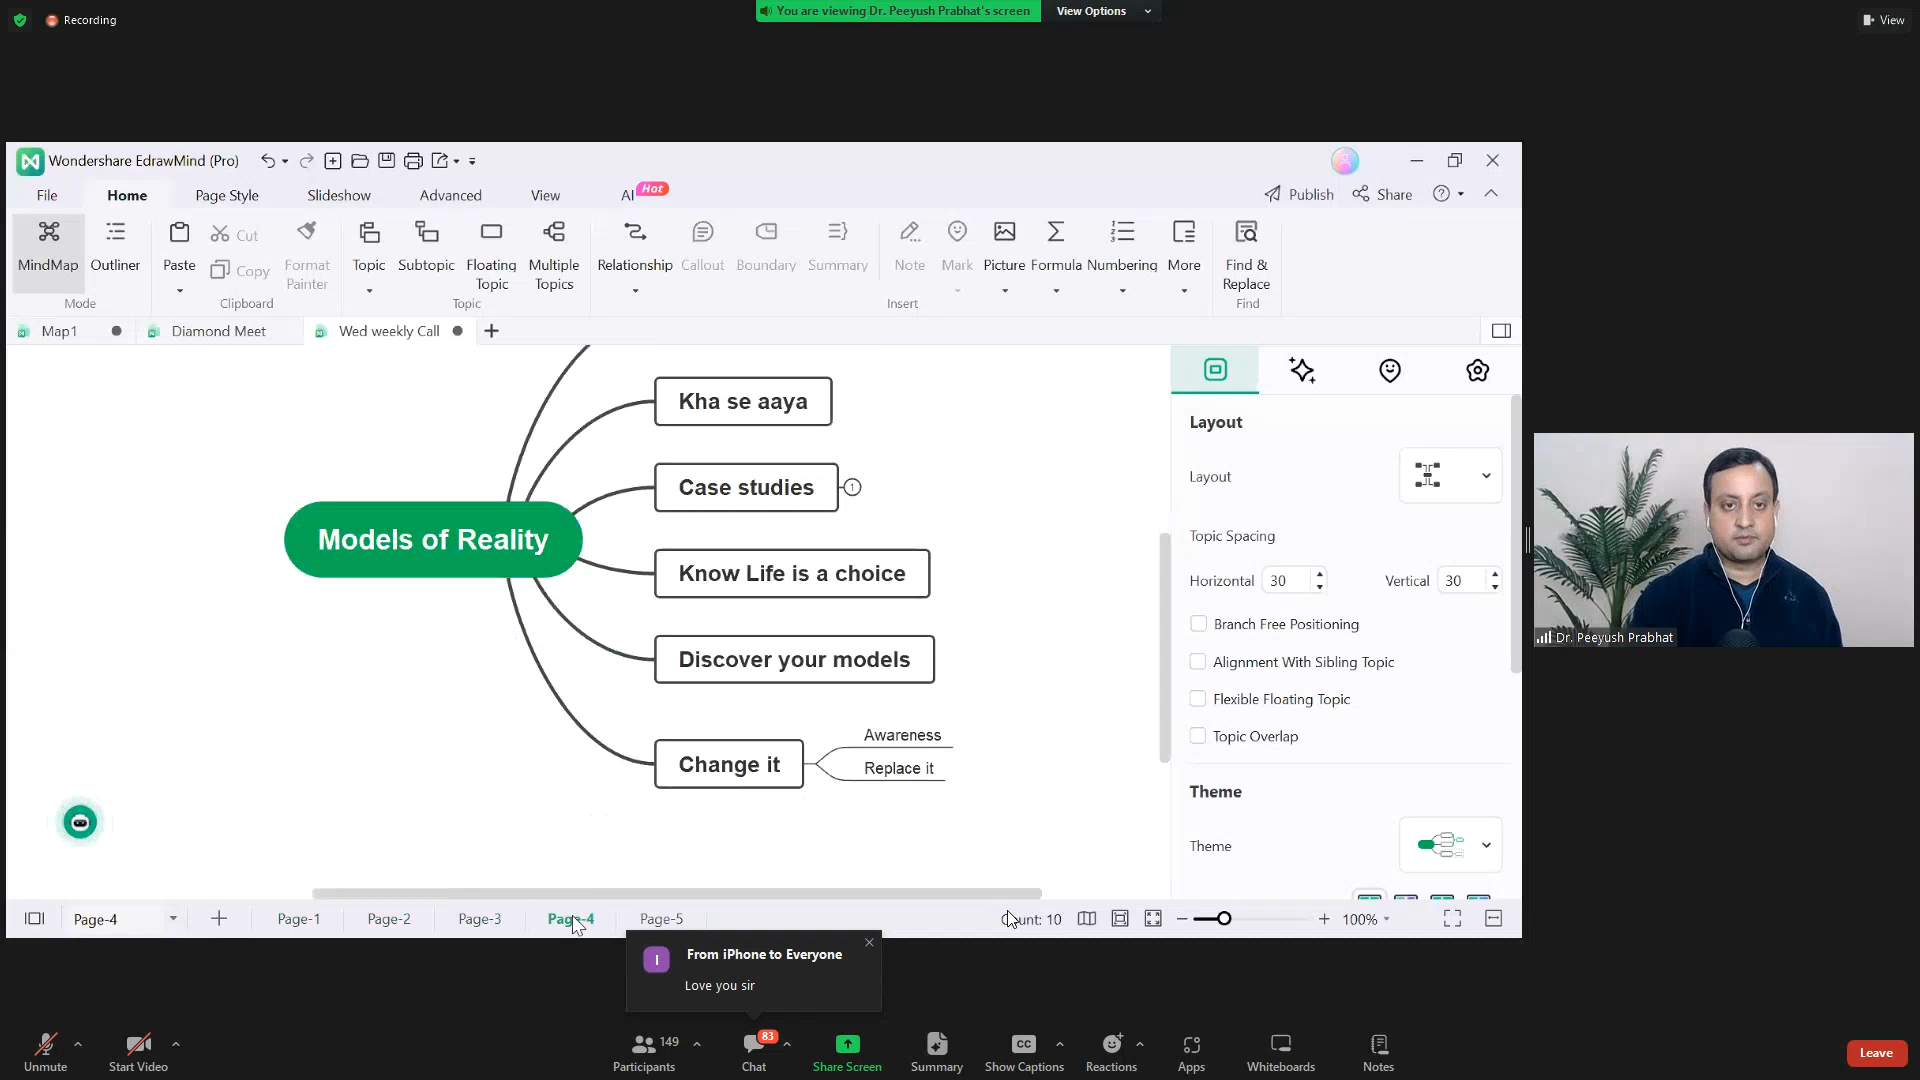 Recording
You are viewing Dr. Peeyush Prabhat's screen
View Options
View
Wondershare EdrawMind (Pro)
File
Home
Page Style
Slideshow
Advanced
View
AI
Hot
Publish
Share
MindMap
Outliner
Mode
Paste
Cut
Copy
Format Painter
Clipboard
Topic
Subtopic
Floating Topic
Multiple Topics
Topic
Relationship
Callout
Boundary
Summary
Note
Mark
Picture
Formula
Numbering
More
Insert
Find & Replace
Find
Map1
Diamond Meet
Wed weekly Call
Kha se aaya
Case studies
1
Models of Reality
Know Life is a choice
Discover your models
Change it
Awareness
Replace it
Layout
Layout
Topic Spacing
Horizontal 30
Vertical 30
Branch Free Positioning
Alignment With Sibling Topic
Flexible Floating Topic
Topic Overlap
Theme
Theme
Dr. Peeyush Prabhat
Page-4
Page-1
Page-2
Page-3
Page-4
Page-5
10
100%
I
From iPhone to Everyone
Love you sir
Unmute
Start Video
149
Participants
83
Chat
Share Screen
Summary
CC
Show Captions
Reactions
Apps
Whiteboards
Notes
Leave